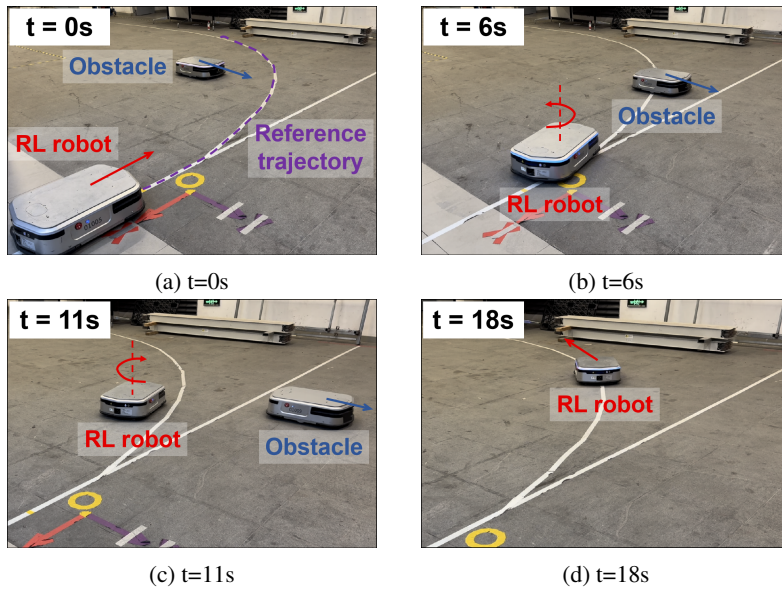 t = 0s
Obstacle
RL robot
Reference
trajectory
01005
(a) t=0s
t = 6s
Obstacle
RL robot
(b) t=6s
t = 11s
RL robot
Obstacle
(c) t=11s
t = 18s
RL robot
(d) t=18s